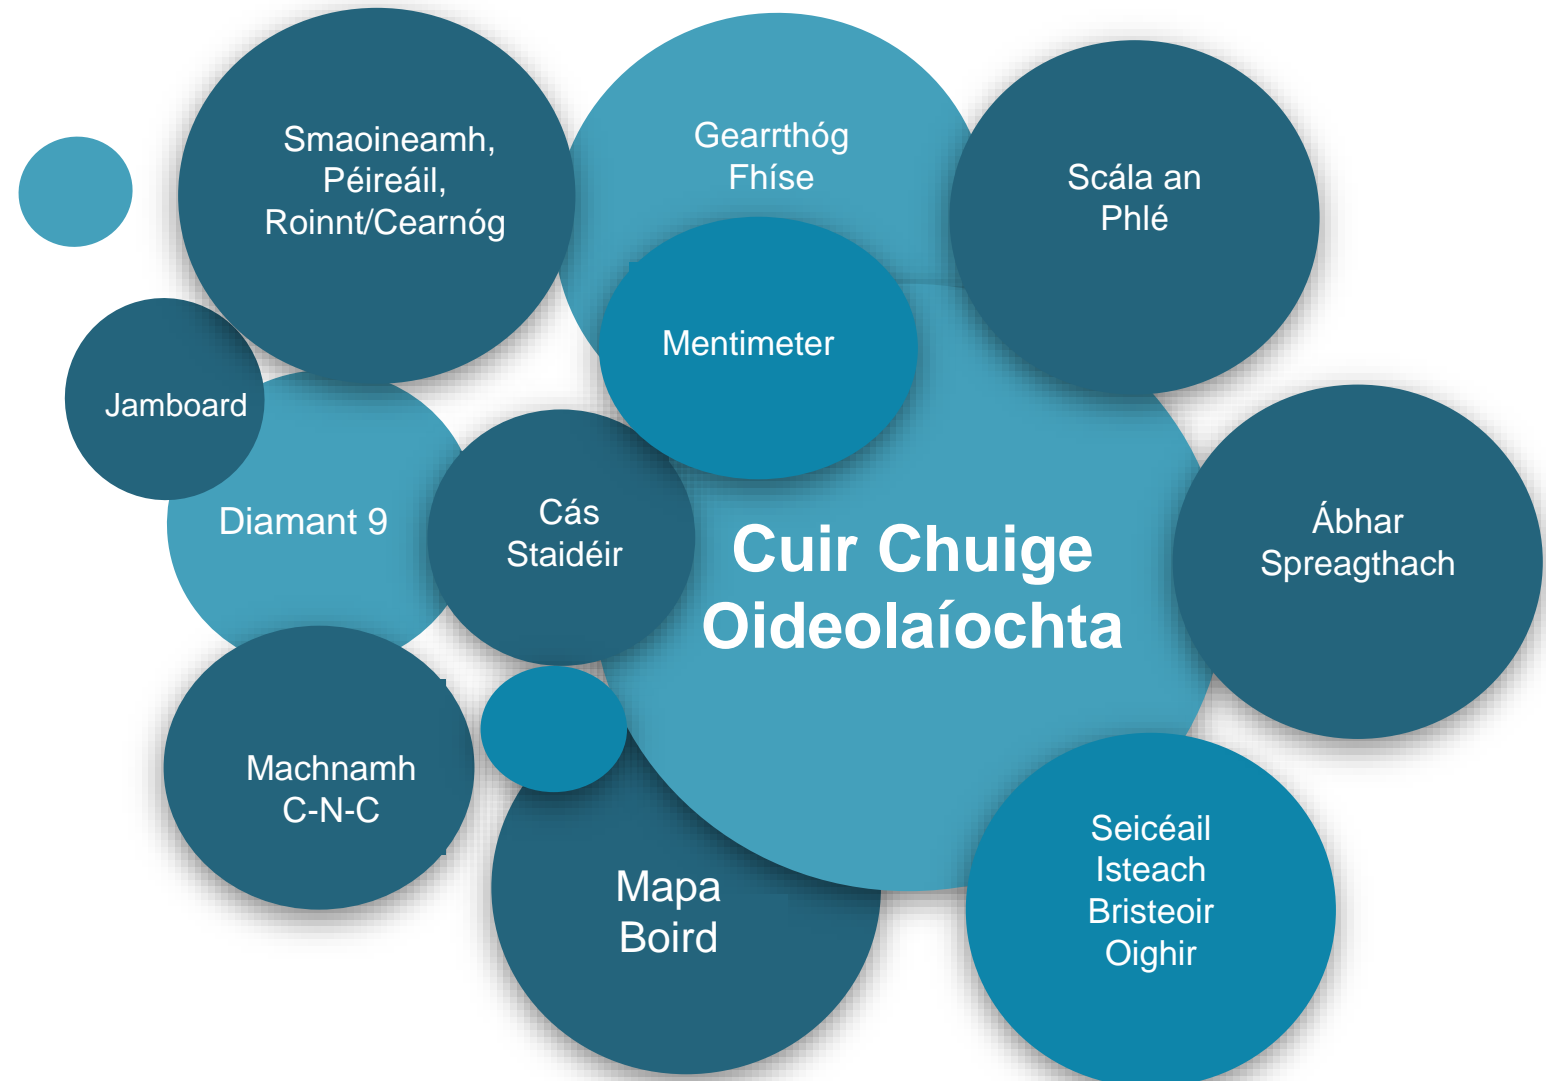 Smaoineamh,
Péireáil,
Roinnt/Cearnóg
Gearrthóg
Fhíse
Scála an
Phlé
Mentimeter
Jamboard
Diamant 9
Cás
Staidéir
Cuir Chuige
Oideolaíochta
Ábhar
Spreagthach
Machnamh
C-N-C
Mapa
Boird
Seicéail
Isteach
Bristeoir
Oighir